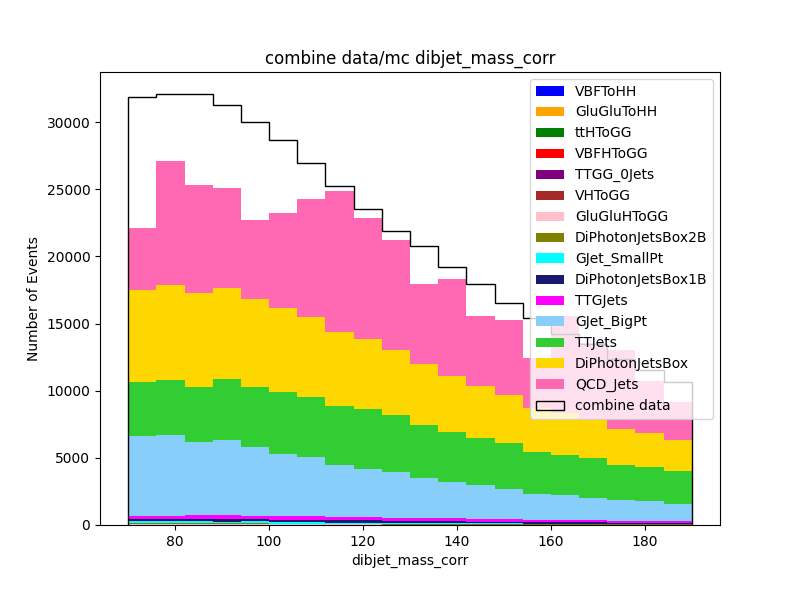 combine data/mc dibjet_mass_corr
Number of Events
30000
25000
20000
15000
10000
5000
0
80
100
120
140
160
180
dibjet_mass_corr
VBFToHH
GluGluToHH
ttHToGG
VBFHToGG
TTGG_0Jets
VHToGG
GluGluHToGG
DiPhotonJetsBox2B
GJet_SmallPt
DiPhotonJetsBox1B
TTGJets
GJet_BigPt
TTJets
DiPhotonJetsBox
QCD_Jets
combine data